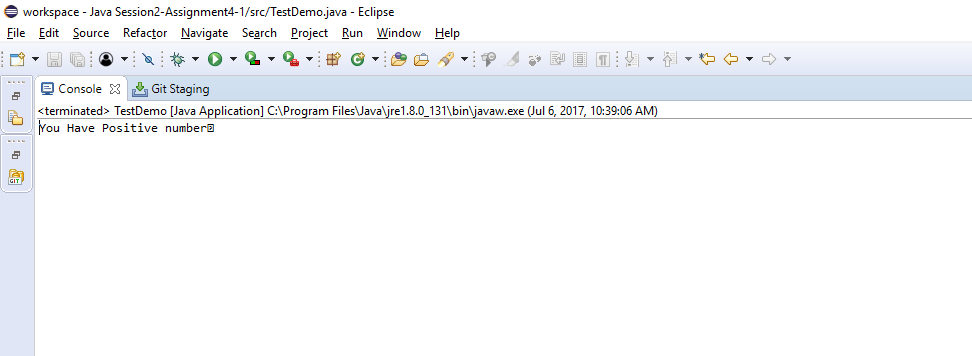 workspace - Java Session2-Assignment4-1/src/TestDemo.java - Eclipse
File Edit Source Refactor Navigate Search Project Run Window Help
Console Git Staging
<terminated> TestDemo [Java Application] C:\Program Files\Java\jre1.8.0_131\bin\javaw.exe (Jul 6, 2017, 10:39:06 AM)
You Have Positive number
GIT